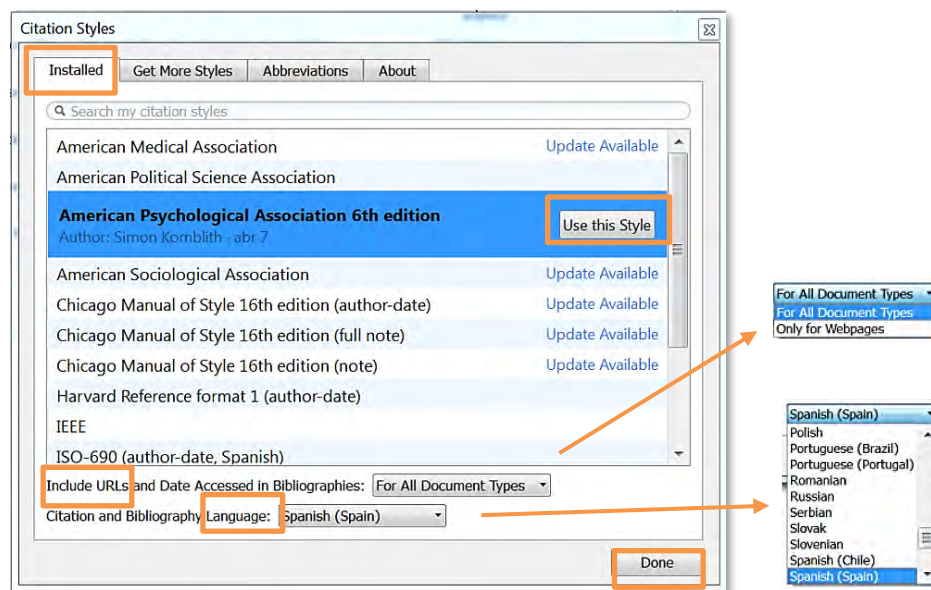 Citation Styles
Installed Get More Styles Abbreviations About
Search my citation styles
American Medical Association Update Available
American Political Science Association
American Psychological Association 6th edition
Use this Style
Author: Simon Kornblith - abr 7
American Sociological Association Update Available
Chicago Manual of Style 16th edition (author-date) Update Available
Chicago Manual of Style 16th edition (full note) Update Available
Chicago Manual of Style 16th edition (note) Update Available
Harvard Reference format 1 (author-date)
IEEE
ISO-690 (author-date, Spanish)
Include URLs and Date Accessed in Bibliographies: For All Document Types
Citation and Bibliography Language: Spanish (Spain)
Done
For All Document Types
For All Document Types
Only for Webpages
Spanish (Spain)
Polish
Portuguese (Brazil)
Portuguese (Portugal)
Romanian
Russian
Serbian
Slovak
Slovenian
Spanish (Chile)
Spanish (Spain)